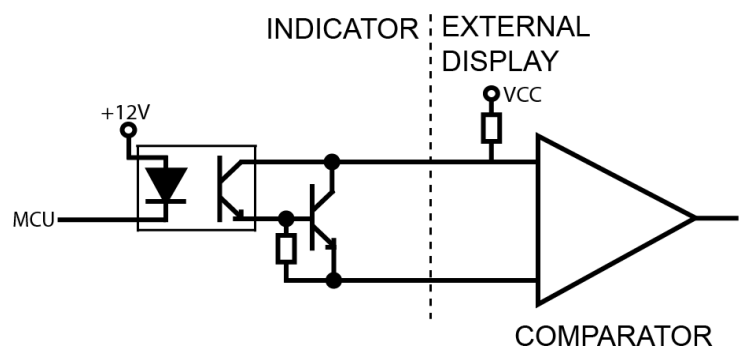 INDICATOR
EXTERNAL
DISPLAY
VCC
+12V
MCU
COMPARATOR